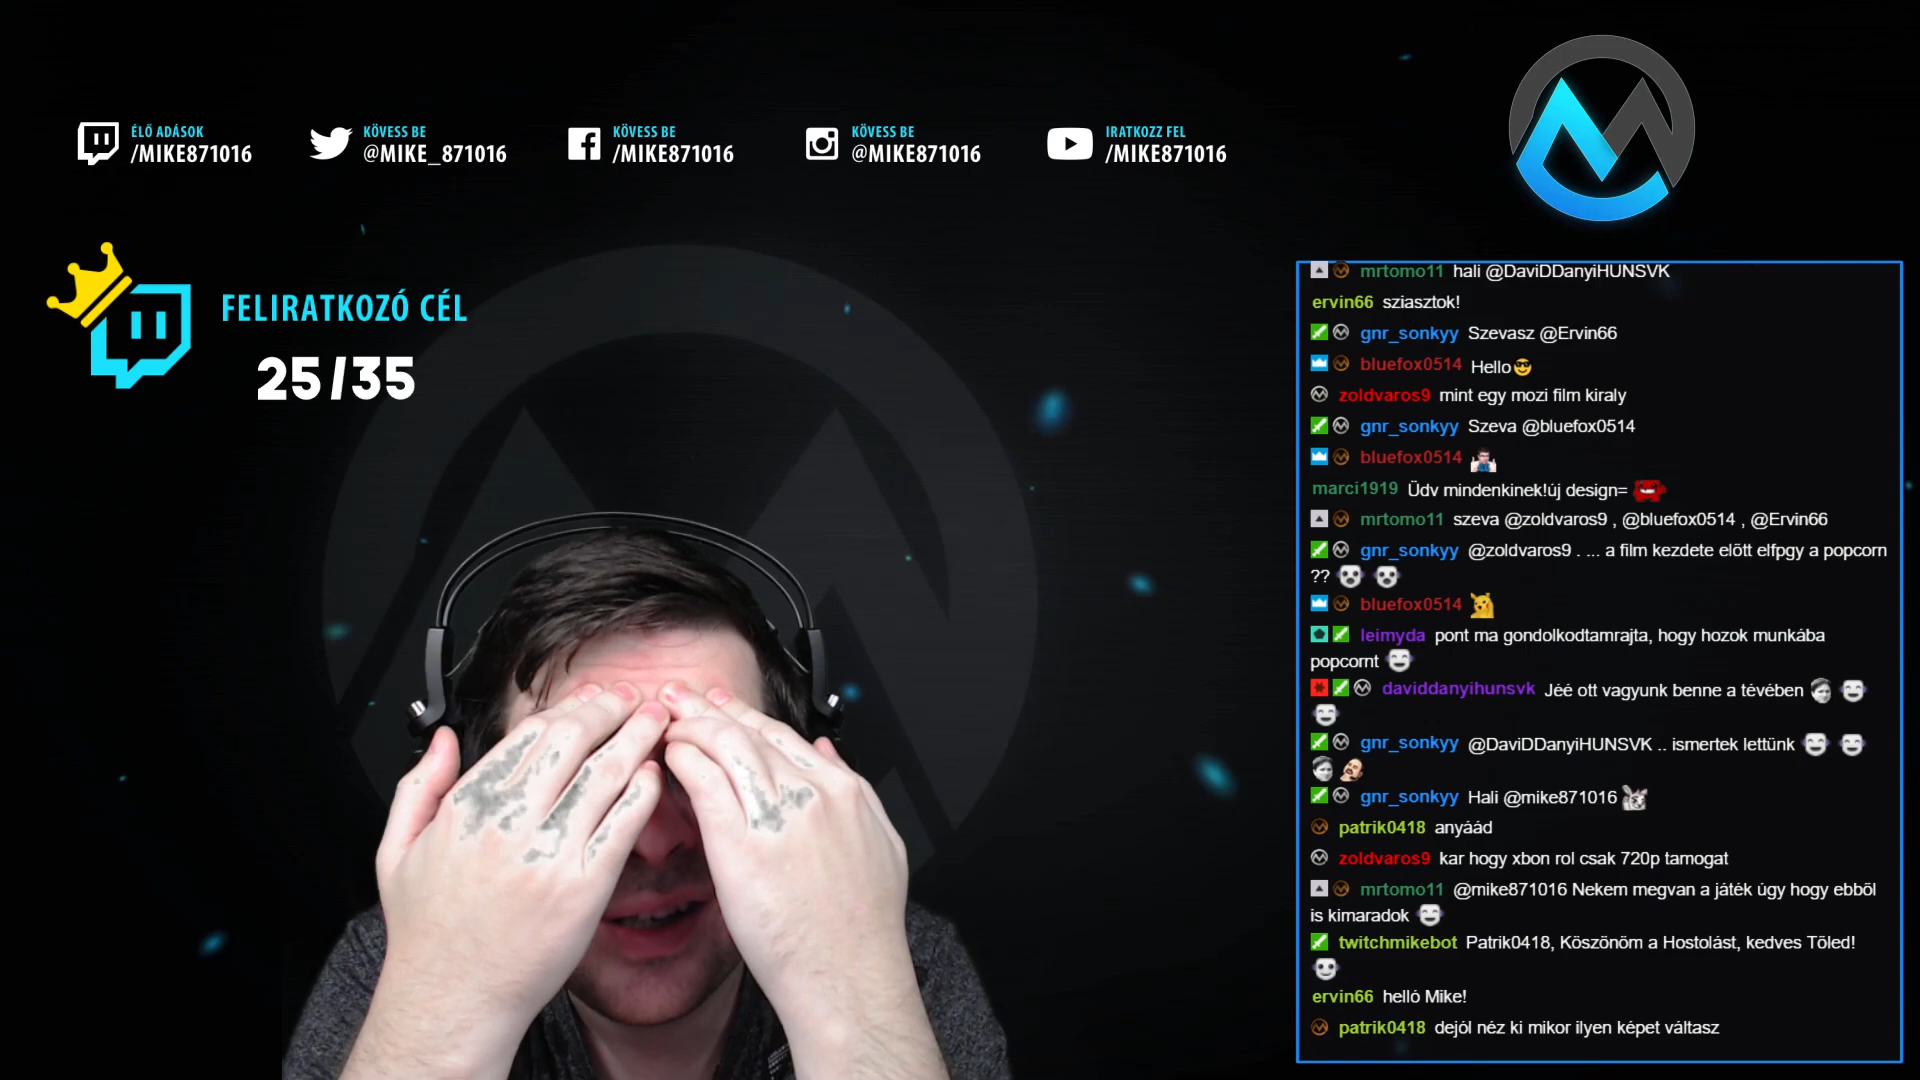 ÉLŐ ADÁSOK
/MIKE871016
KÖVESS BE
@MIKE_871016
KÖVESS BE
/MIKE871016
KÖVESS BE
@MIKE871016
IRATKOZZ FEL
/MIKE871016
FELIRATKOZÓ CÉL
25/35
mrtomo11 hali @DaviDDanyiHUNSVK
ervin66 sziasztok!
gnr_sonkyy Szevasz @Ervin66
bluefox0514 Hello
zoldvaros9 mint egy mozi film kiraly
gnr_sonkyy Szeva @bluefox0514
bluefox0514
marci1919 Üdv mindenkinek!új design=
mrtomo11 szeva @zoldvaros9 , @bluefox0514 , @Ervin66
gnr_sonkyy @zoldvaros9 . ... a film kezdete elött elfpgy a popcorn
??
bluefox0514
leimyda pont ma gondolkodtamrajta, hogy hozok munkába
popcornt
daviddanyihunsvk Jéé ott vagyunk benne a tévében
gnr_sonkyy @DaviDDanyiHUNSVK .. ismertek lettünk
gnr_sonkyy Hali @mike871016
patrik0418 anyáád
zoldvaros9 kar hogy xbon rol csak 720p tamogat
mrtomo11 @mike871016 Nekem megvan a játék úgy hogy ebből
is kimaradok
twitchmikebot Patrik0418, Köszönöm a Hostolást, kedves Tőled!
ervin66 helló Mike!
patrik0418 dejól néz ki mikor ilyen képet váltasz